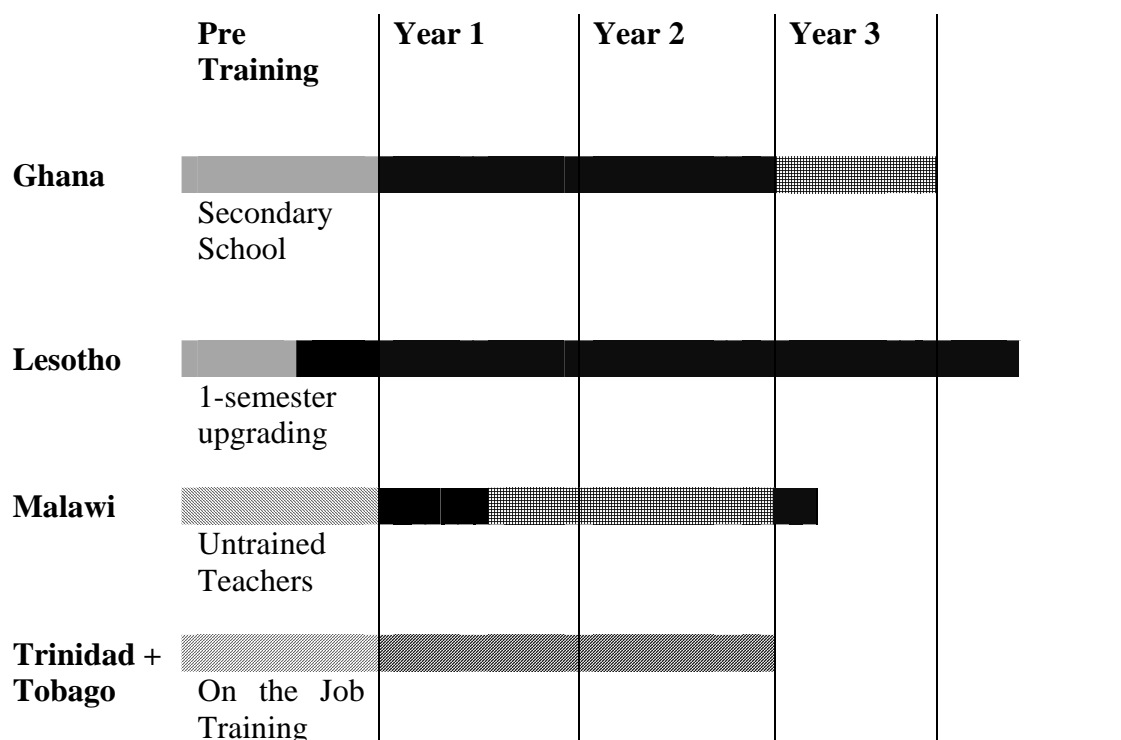 Pre Training
Year 1
Year 2
Year 3
Ghana
Secondary
School
Lesotho
1-semester
upgrading
Malawi
Untrained
Teachers
Trinidad +
Tobago
On the Job
Training